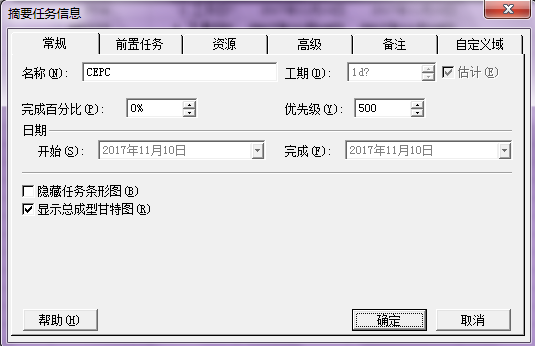 摘要任务信息
常规 前置任务 资源 高级 备注 自定义域
名称(N): CEPC 工期(D): 1d? 估计(E)
完成百分比(P): 0% 优先级(Y): 500
日期
开始(S): 2017年11月10日 完成(F): 2017年11月10日
隐藏任务条形图(B)
显示总成型甘特图(R)
帮助(H) 确定 取消